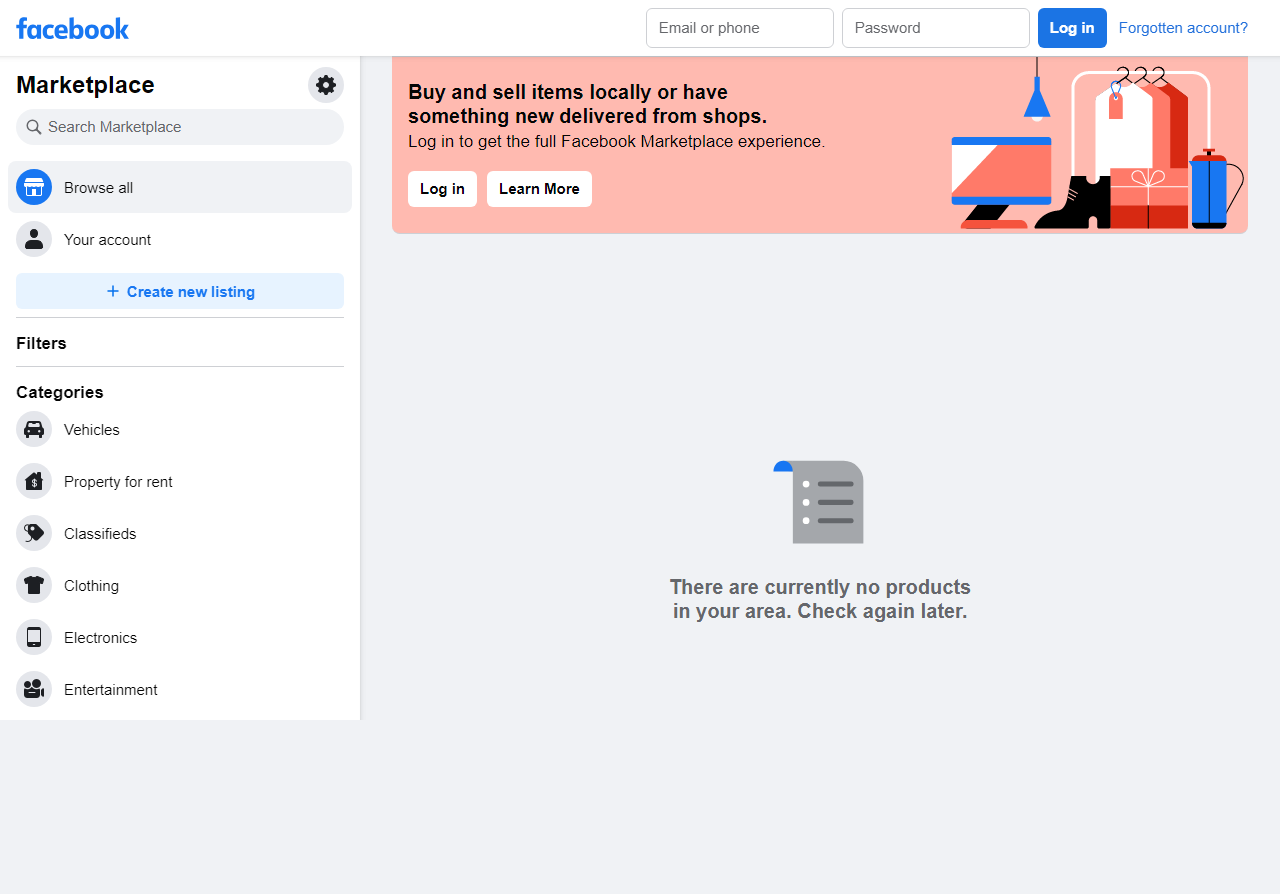 facebook
Email or phone
Password
Log in
Forgotten account?
Marketplace
Search Marketplace
Browse all
Your account
Create new listing
Filters
Categories
Vehicles
Property for rent
Classifieds
Clothing
Electronics
Entertainment
Buy and sell items locally or have
something new delivered from shops.
Log in to get the full Facebook Marketplace experience.
Log in
Learn More
There are currently no products
in your area. Check again later.